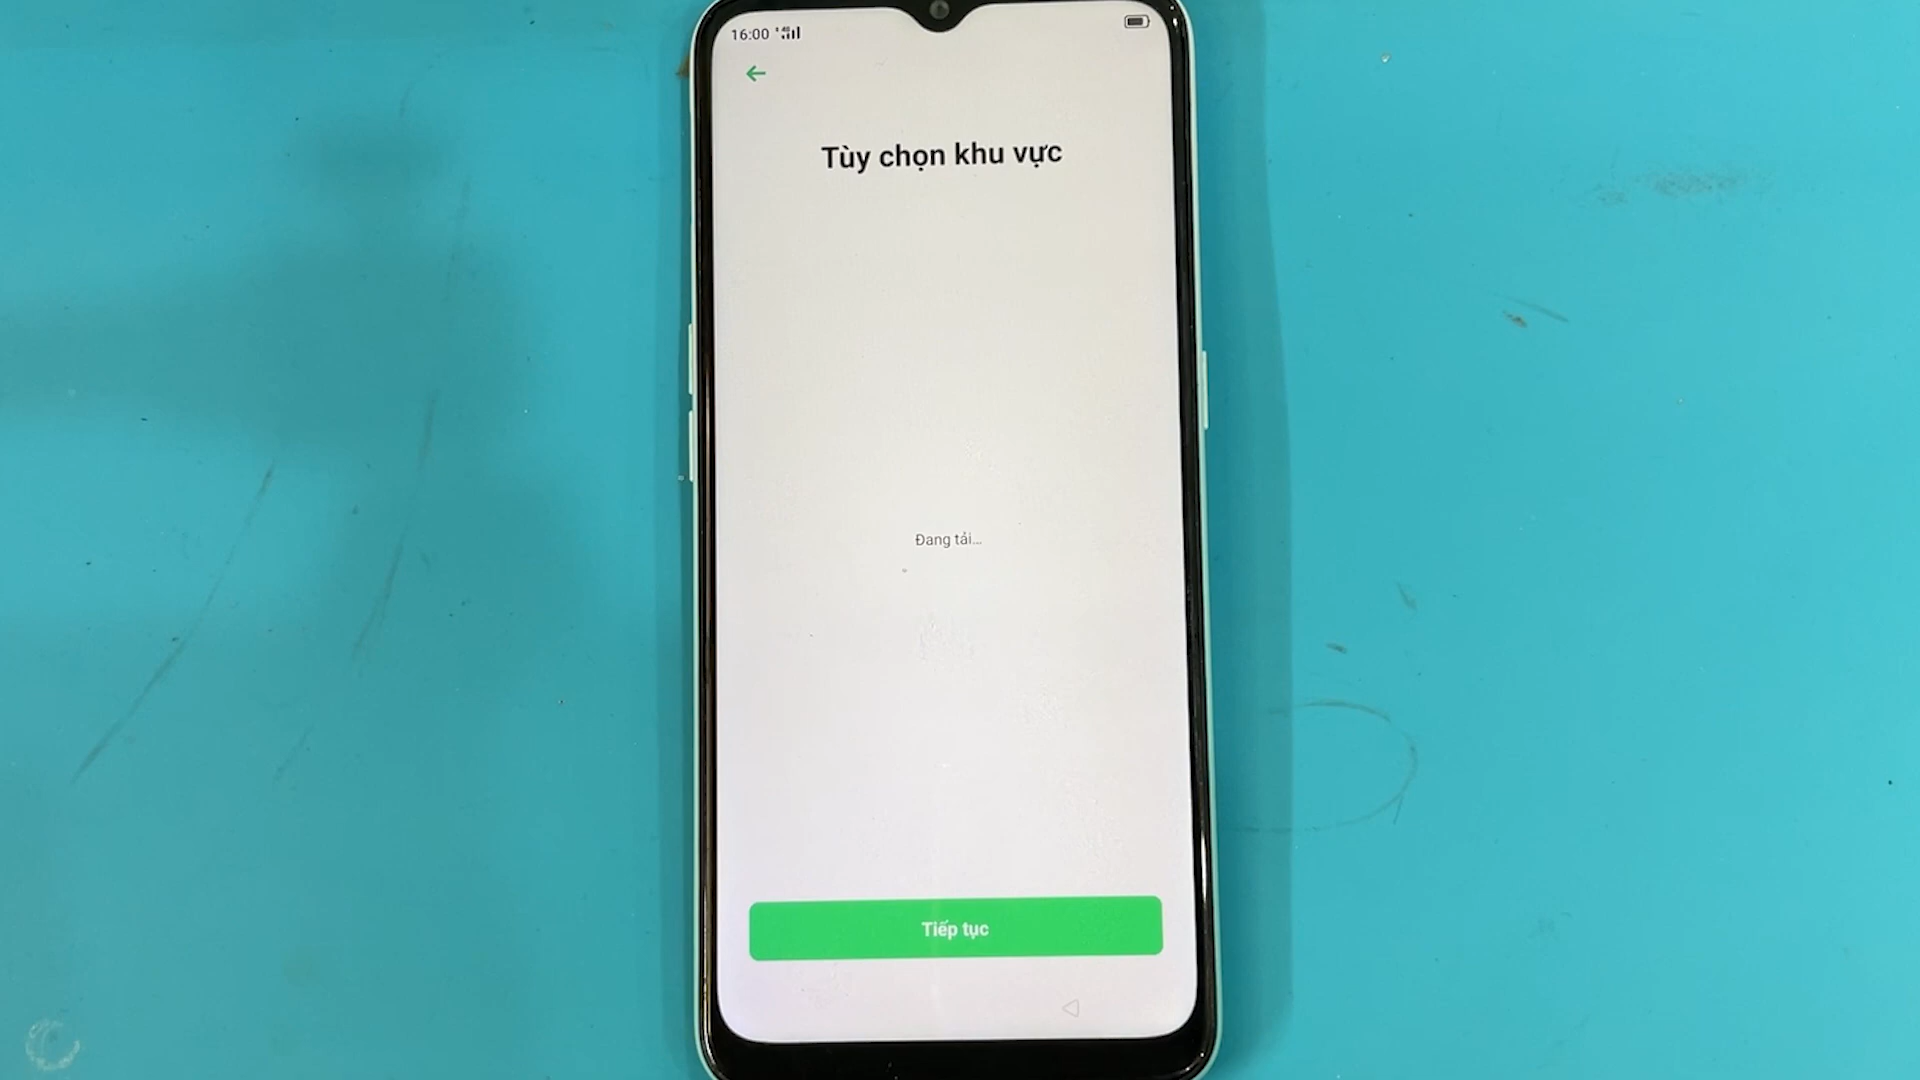 16:00
Tùy chọn khu vực
Đang tải...
Tiếp tục